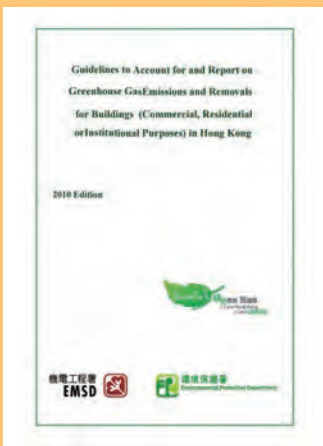 Guidelines to Account for and Report on
Greenhouse GasEmissions and Removals
for Buildings (Commercial, Residential
orInstitutional Purposes) in Hong Kong
2010 Edition
機電工程署
EMSD
環境保護署
Environmental Protection Department